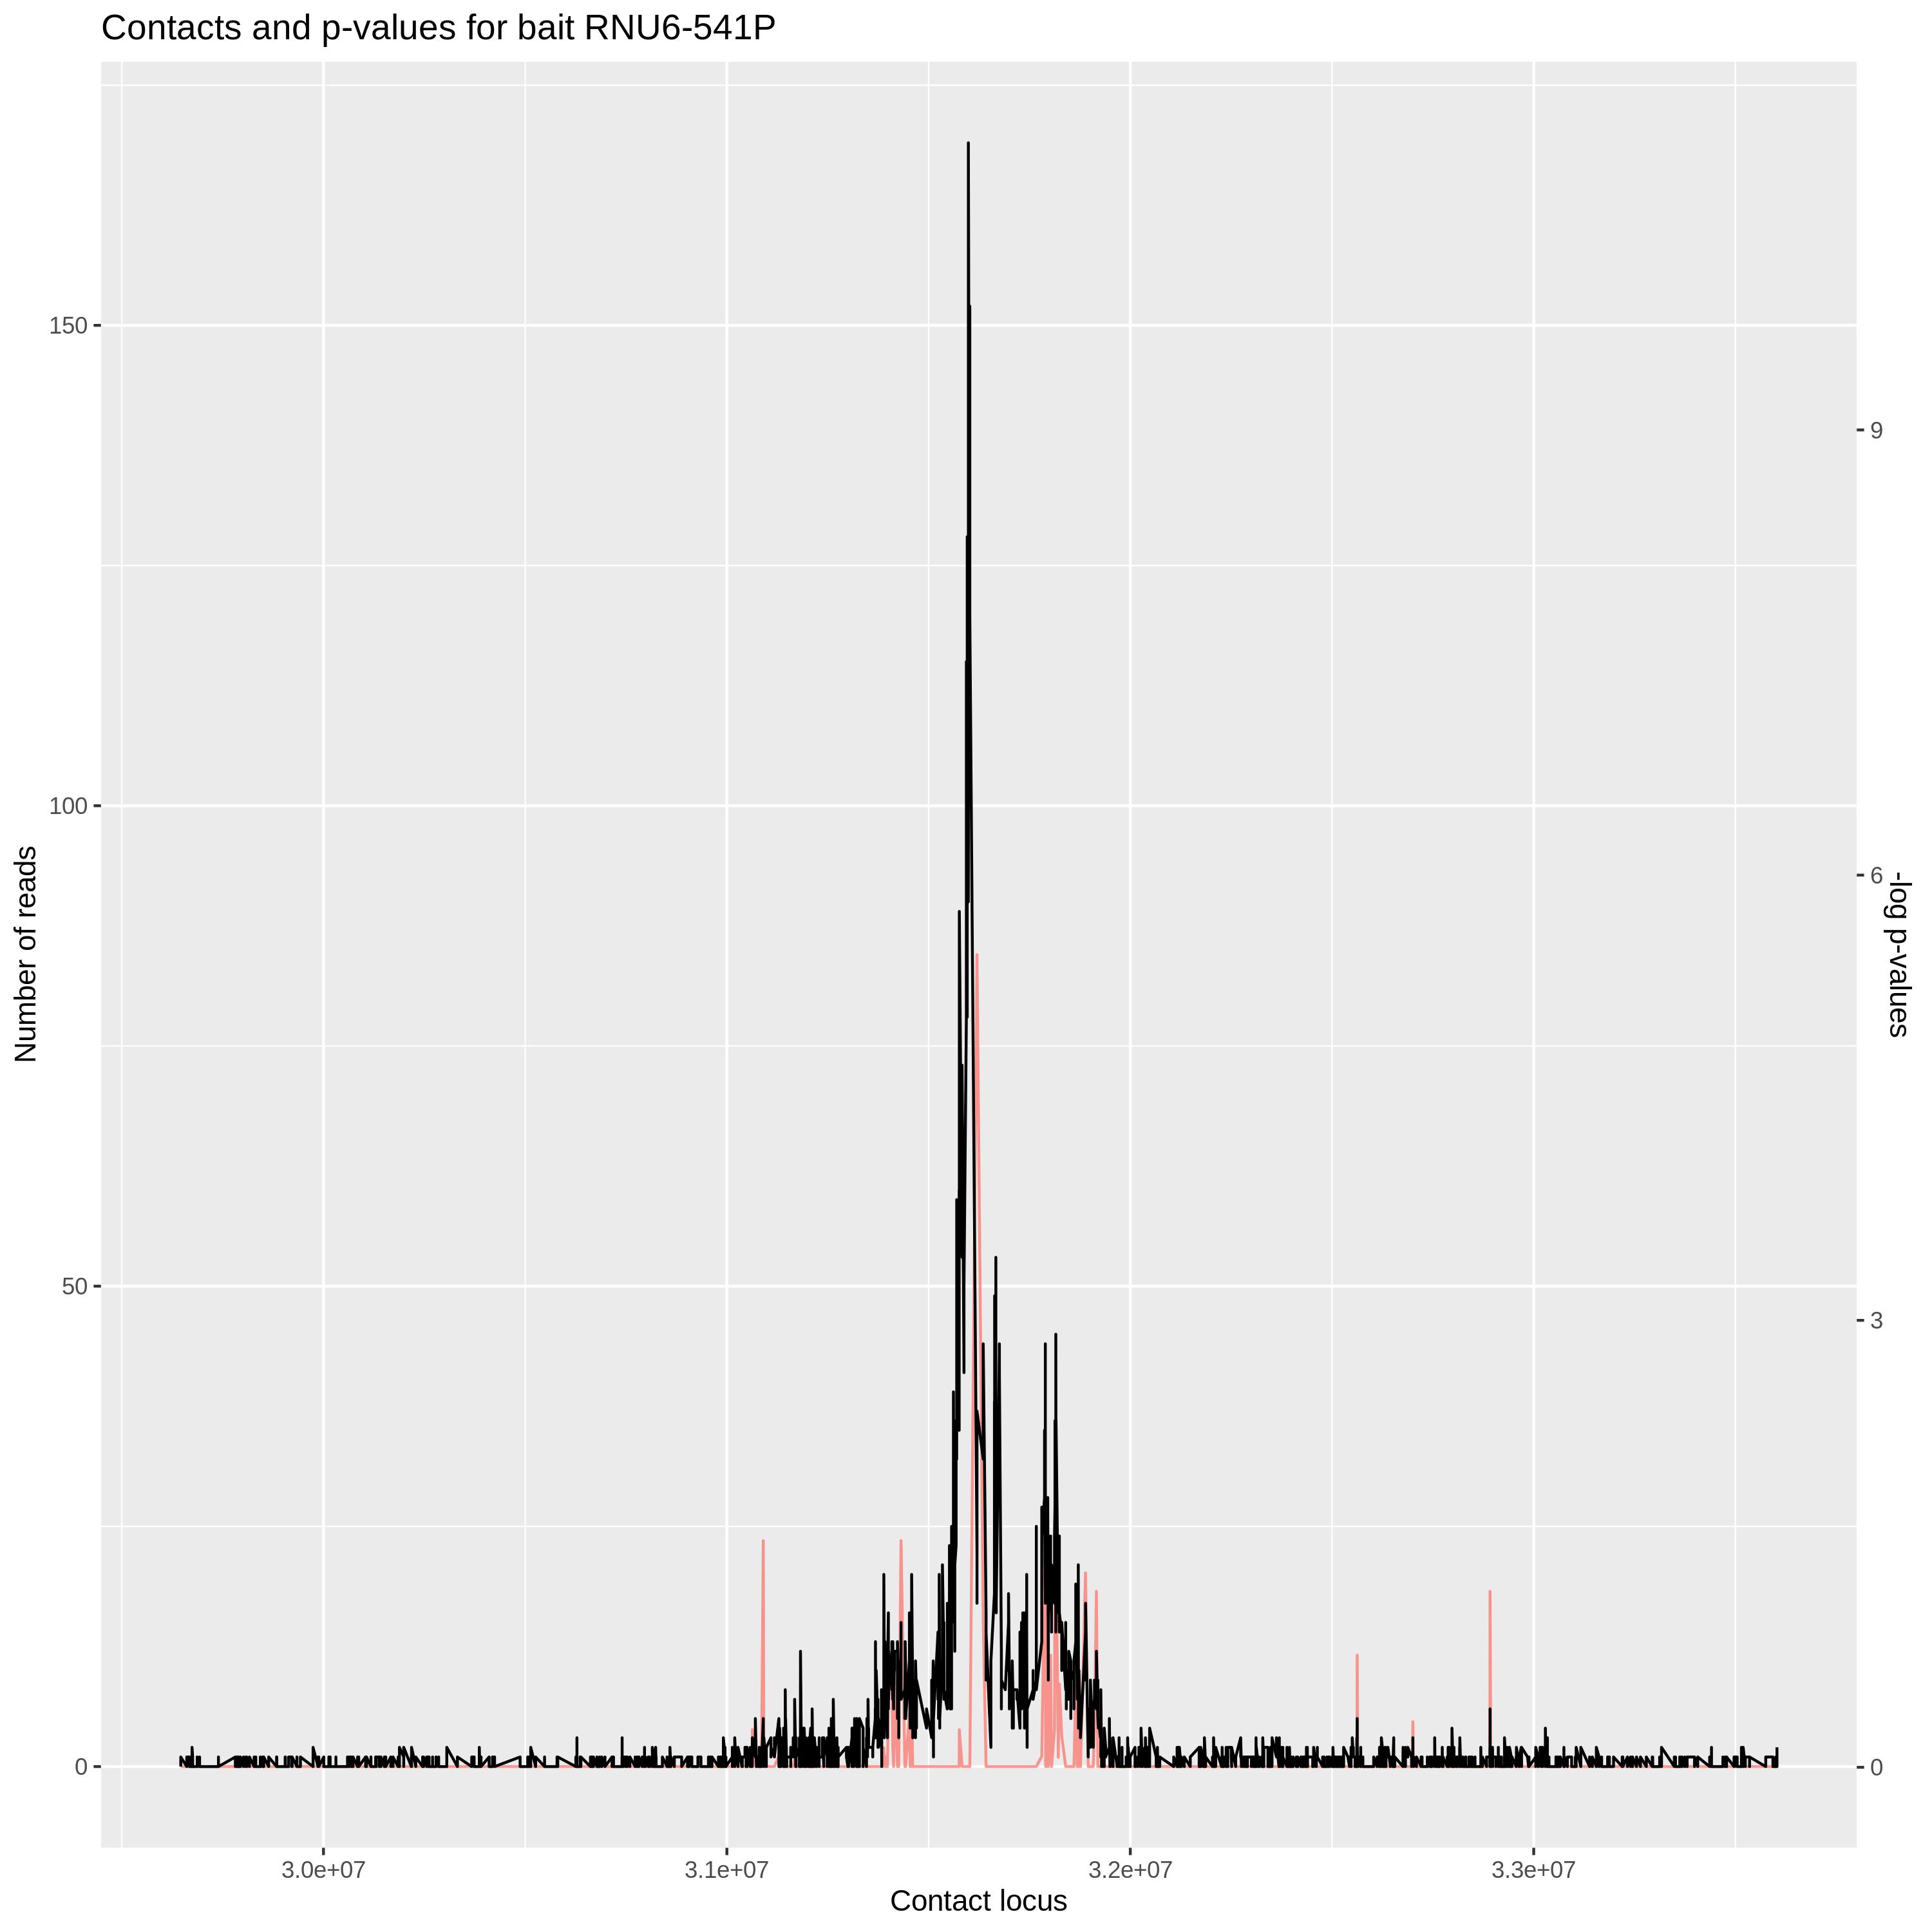 Contacts and p-values for bait RNU6-541P
Number of reads
150
100
50
0
9
6
3
0
-log p-values
3.0e+07
3.1e+07
3.2e+07
3.3e+07
Contact locus